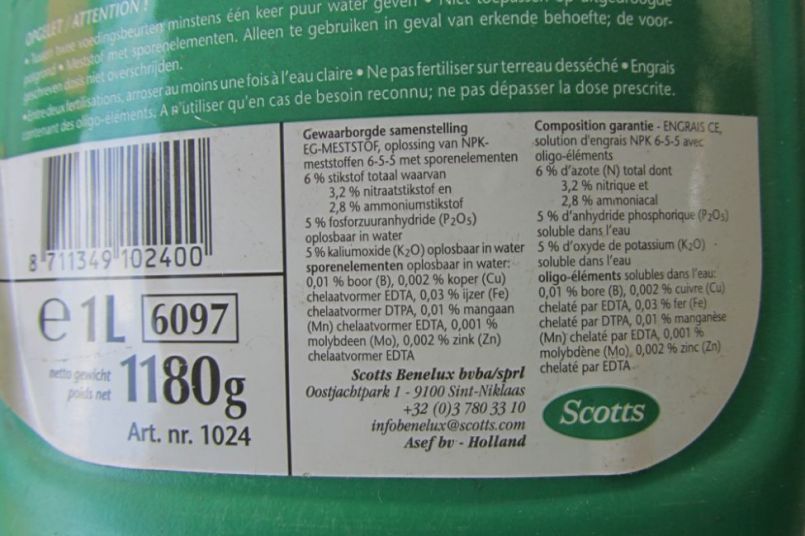 OPGELET / ATTENTION !
• Tussen twee voedingsbeurten minstens één keer puur water geven •
potgrond • Meststof met sporenelementen. Alleen te gebruiken in geval van erkende behoefte; de voor-
geschreven dosis niet overschrijden.
• Entre deux fertilisations, arroser au moins une fois à l'eau claire • Ne pas fertiliser sur terreau desséché • Engrais
contenant des oligo-éléments. A n'utiliser qu'en cas de besoin reconnu; ne pas dépasser la dose prescrite.
8 711349 102400
e 1L 6097
netto gewicht
poids net
1180g
Art. nr. 1024
Gewaarborgde samenstelling
EG-MESTSTOF, oplossing van NPK-
meststoffen 6-5-5 met sporenelementen
6 % stikstof totaal waarvan
3,2 % nitraatstikstof en
2,8 % ammoniumstikstof
5 % fosforzuuranhydride (P₂O₅)
oplosbaar in water
5 % kaliumoxide (K₂O) oplosbaar in water
sporenelementen oplosbaar in water:
0,01 % boor (B), 0,002 % koper (Cu)
chelaatvormer EDTA, 0,03 % ijzer (Fe)
chelaatvormer DTPA, 0,01 % mangaan
(Mn) chelaatvormer EDTA, 0,001 %
molybdeen (Mo), 0,002 % zink (Zn)
chelaatvormer EDTA
Composition garantie - ENGRAIS CE,
solution d'engrais NPK 6-5-5 avec
oligo-éléments
6 % d'azote (N) total dont
3,2 % nitrique et
2,8 % ammoniacal
5 % d'anhydride phosphorique (P₂O₅)
soluble dans l'eau
5 % d'oxyde de potassium (K₂O)
soluble dans l'eau
oligo-éléments solubles dans l'eau:
0,01 % bore (B), 0,002 % cuivre (Cu)
chelaté par EDTA, 0,03 % fer (Fe)
chelaté par DTPA, 0,01 % manganèse
(Mn) chelaté par EDTA, 0,001 %
molybdène (Mo), 0,002 % zinc (Zn)
chelaté par EDTA
Scotts Benelux bvba/sprl
Oostjachtpark 1 - 9100 Sint-Niklaas
+32 (0)3 780 33 10
infobenelux@scotts.com
Asef bv - Holland
Scotts